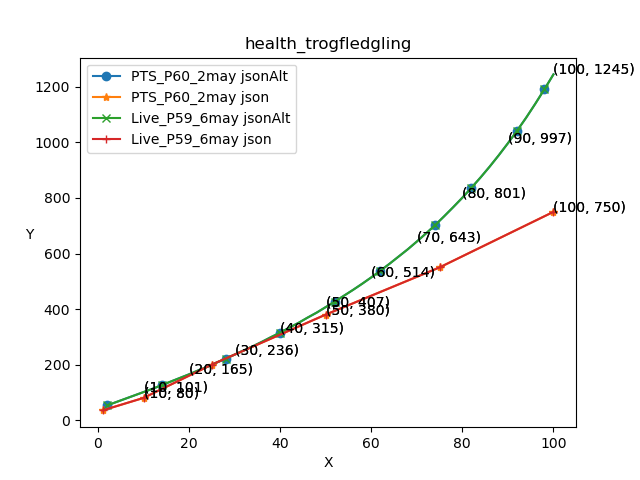 health_trogfledgling
PTS_P60_2may jsonAlt
PTS_P60_2may json
Live_P59_6may jsonAlt
Live_P59_6may json
(100, 1245)
(90, 997)
(80, 801)
(100, 750)
(70, 643)
(60, 514)
(50, 407)
(50, 380)
(40, 315)
(30, 236)
(20, 165)
(10, 101)
(10, 80)
Y
1200
1000
800
600
400
200
0
0 20 40 60 80 100
X